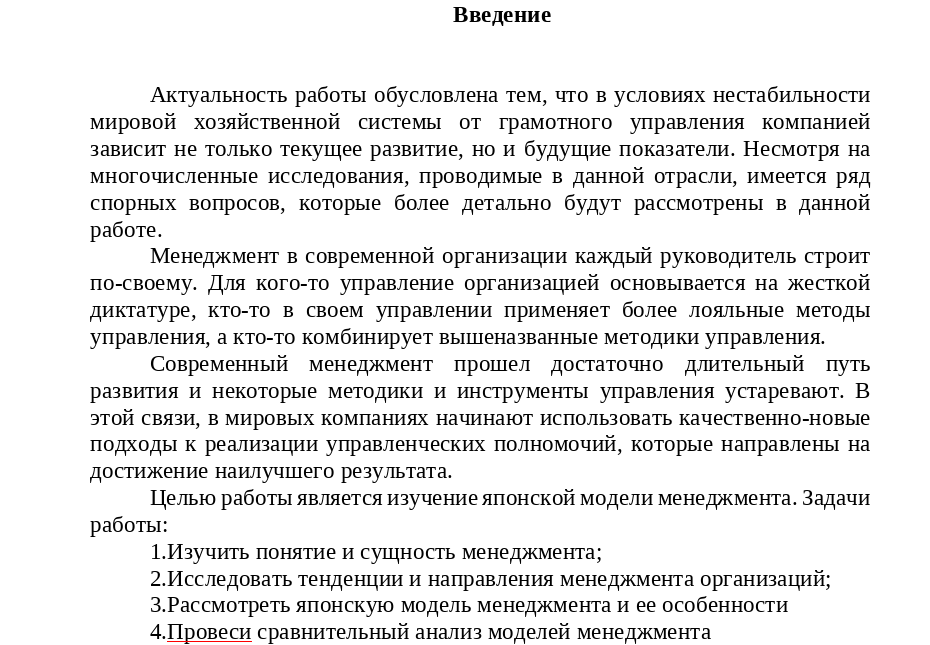 Введение
Актуальность работы обусловлена тем, что в условиях нестабильности
мировой хозяйственной системы от грамотного управления компанией
зависит не только текущее развитие, но и будущие показатели. Несмотря на
многочисленные исследования, проводимые в данной отрасли, имеется ряд
спорных вопросов, которые более детально будут рассмотрены в данной
работе.
Менеджмент в современной организации каждый руководитель строит
по-своему. Для кого-то управление организацией основывается на жесткой
диктатуре, кто-то в своем управлении применяет более лояльные методы
управления, а кто-то комбинирует вышеназванные методики управления.
Современный менеджмент прошел достаточно длительный путь
развития и некоторые методики и инструменты управления устаревают. В
этой связи, в мировых компаниях начинают использовать качественно-новые
подходы к реализации управленческих полномочий, которые направлены на
достижение наилучшего результата.
Целью работы является изучение японской модели менеджмента. Задачи
работы:
1.Изучить понятие и сущность менеджмента;
2.Исследовать тенденции и направления менеджмента организаций;
3.Рассмотреть японскую модель менеджмента и ее особенности
4.Провеси сравнительный анализ моделей менеджмента